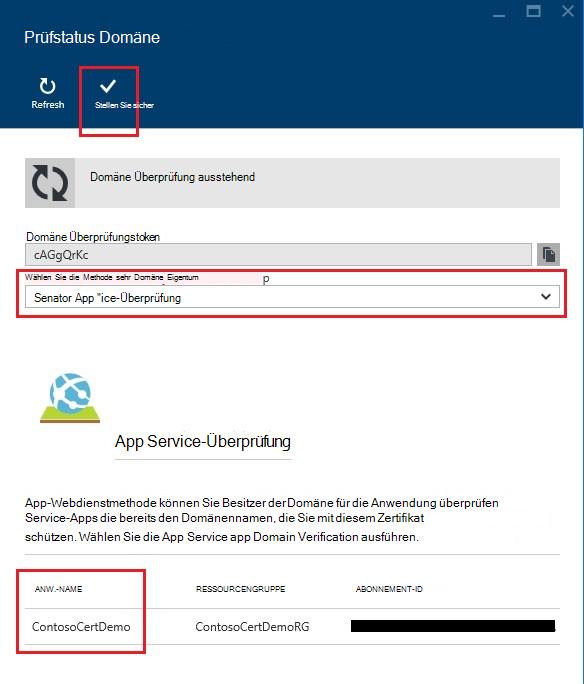 Prüfstatus Domäne
Refresh
Stellen Sie sicher
Domäne Überprüfung ausstehend
Domäne Überprüfungstoken
cAGgQrKc
Wählen Sie die Methode sehr Domäne Eigentum p
Senator App "ice-Überprüfung
App Service-Überprüfung
App-Webdienstmethode können Sie Besitzer der Domäne für die Anwendung überprüfen
Service-Apps die bereits den Domänennamen, die Sie mit diesem Zertifikat
schützen. Wählen Sie die App Service app Domain Verification ausführen.
ANW.-NAME RESSOURCENGRUPPE ABONNEMENT-ID
ContosoCertDemo ContosoCertDemoRG